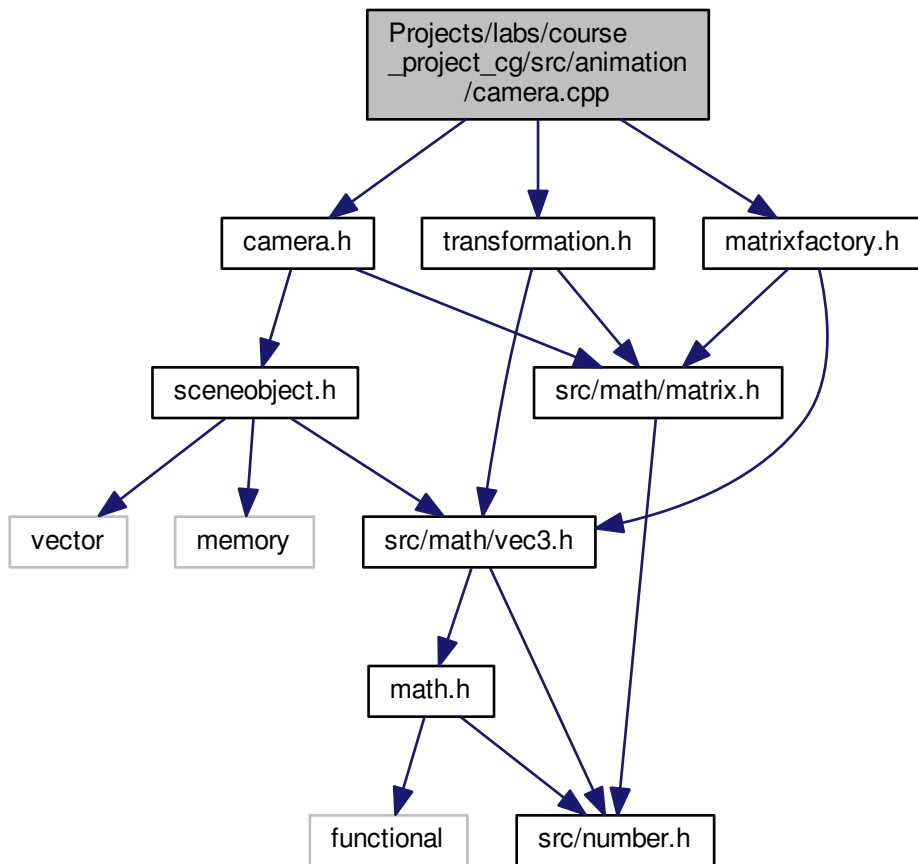 Projects/labs/course
_project_cg/src/animation
/camera.cpp
camera.h
transformation.h
matrixfactory.h
sceneobject.h
src/math/matrix.h
vector
memory
src/math/vec3.h
math.h
functional
src/number.h